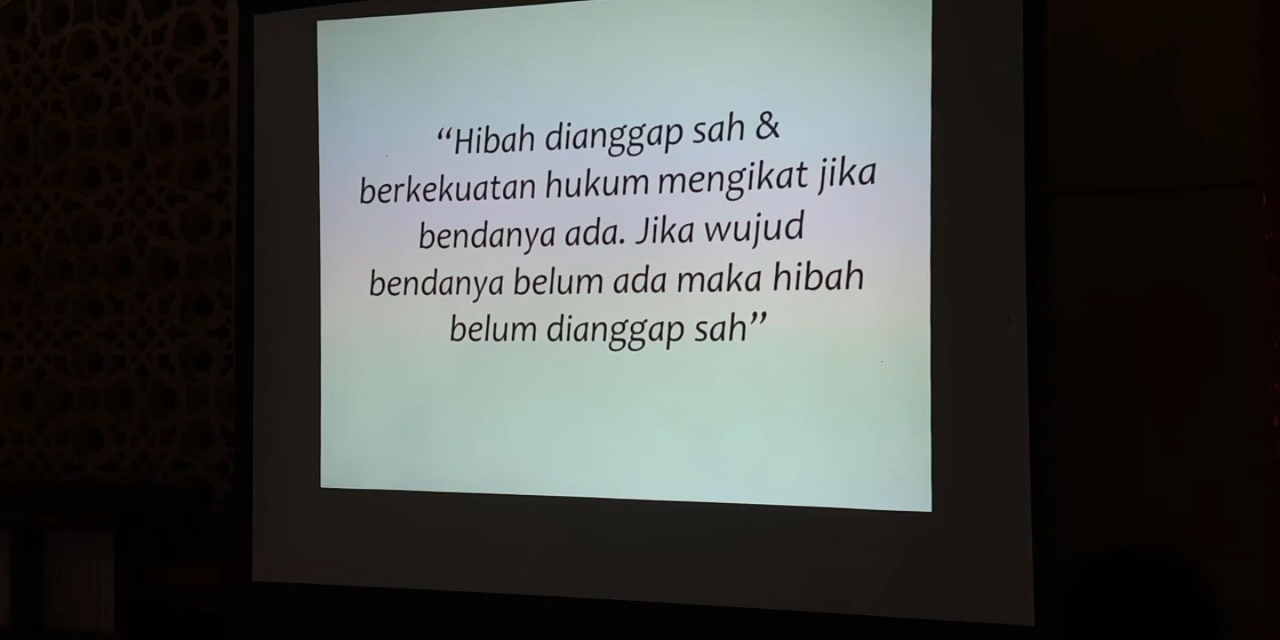 “Hibah dianggap sah &
berkekuatan hukum mengikat jika
bendanya ada. Jika wujud
bendanya belum ada maka hibah
belum dianggap sah”